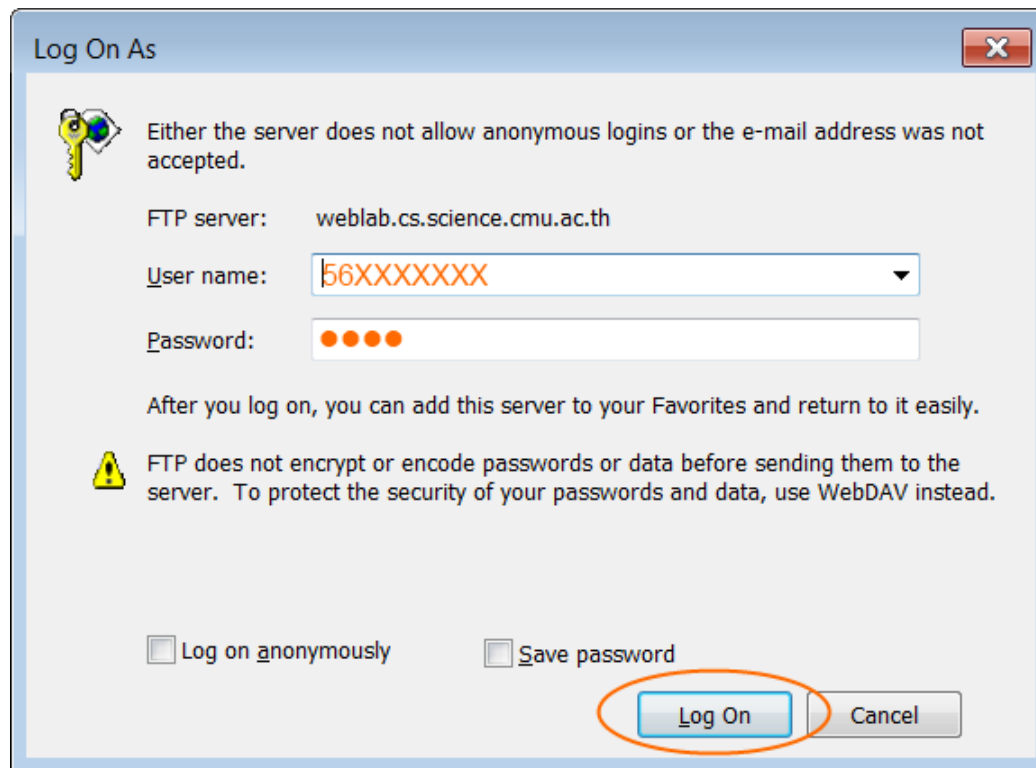 Log On As
Either the server does not allow anonymous logins or the e-mail address was not
accepted.
FTP server: weblab.cs.science.cmu.ac.th
User name: 56XXXXXXX
Password: ●●●●
After you log on, you can add this server to your Favorites and return to it easily.
FTP does not encrypt or encode passwords or data before sending them to the
server. To protect the security of your passwords and data, use WebDAV instead.
Log on anonymously Save password
Log On Cancel